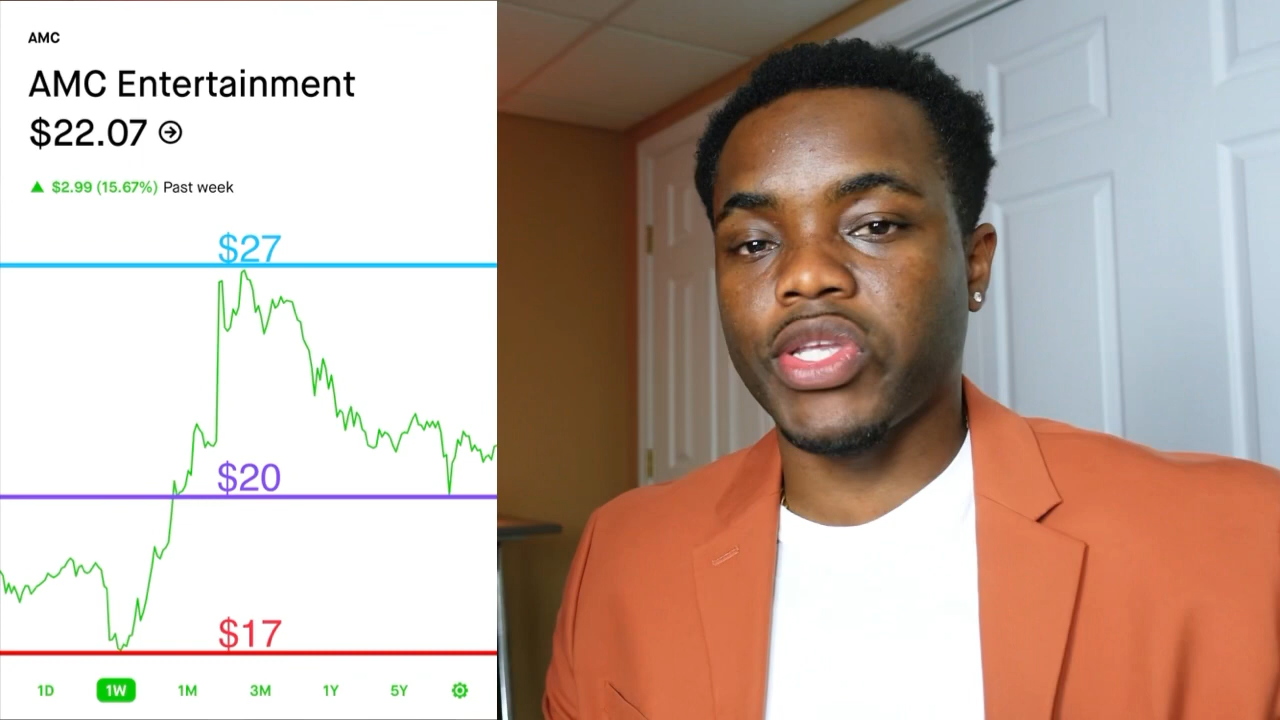 AMC
AMC Entertainment
$22.07
▲ $2.99 (15.67%) Past week
$27
$20
$17
1D 1W 1M 3M 1Y 5Y